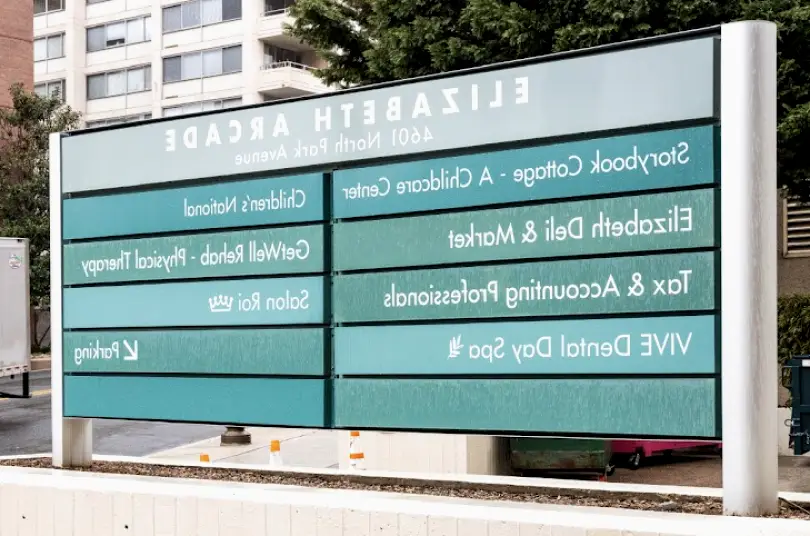 ELIZABETH ARCADE
4601 North Park Avenue
Storybook Cottage - A Childcare Center
Elizabeth Deli & Market
Tax & Accounting Professionals
VIVE Dental Day Spa
Children's National
GetWell Rehab - Physical Therapy
Salon Roi
Parking